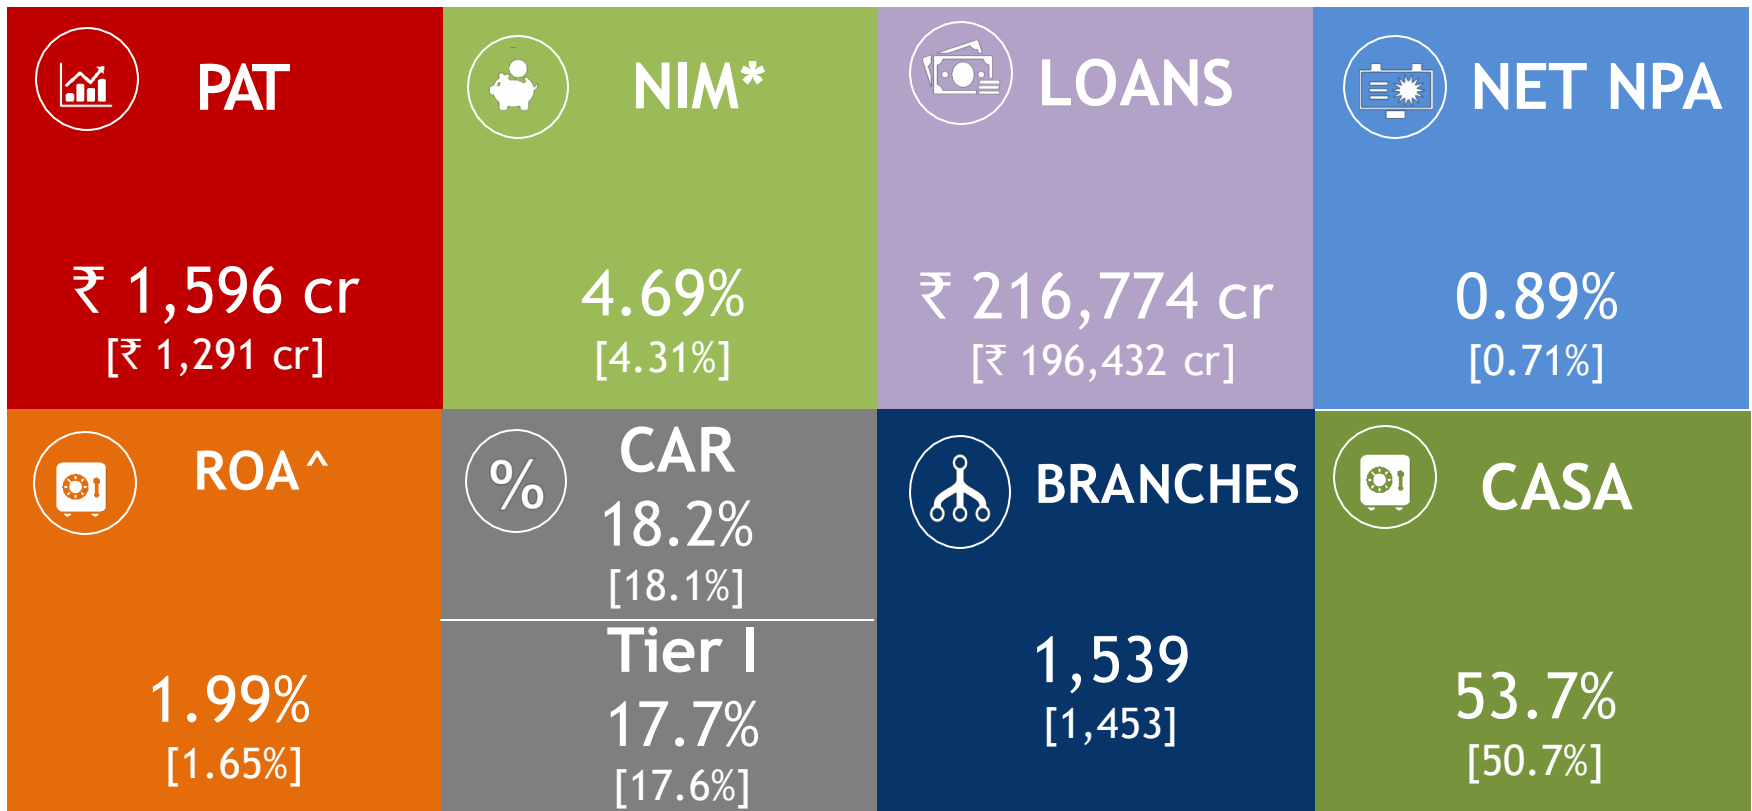 PAT
₹ 1,596 cr
[₹ 1,291 cr]
NIM*
4.69%
[4.31%]
LOANS
₹ 216,774 cr
[₹ 196,432 cr]
NET NPA
0.89%
[0.71%]
ROA^
1.99%
[1.65%]
%
CAR
18.2%
[18.1%]
Tier I
17.7%
[17.6%]
BRANCHES
1,539
[1,453]
CASA
53.7%
[50.7%]